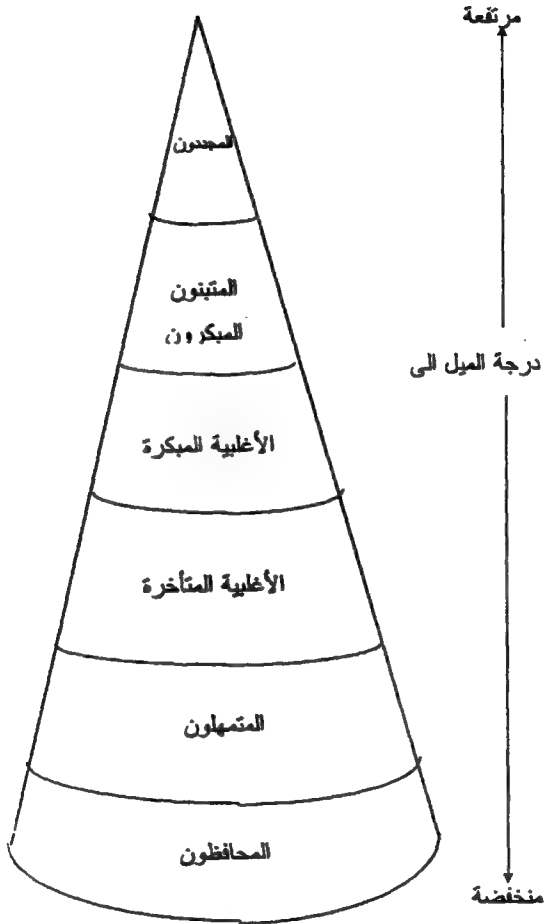 مرتفعة
المجددون
المتبنون
المبكرون
درجة الميل الى
الأغلبية المبكرة
الأغلبية المتأخرة
المتمهلون
المحافظون
منخفضة